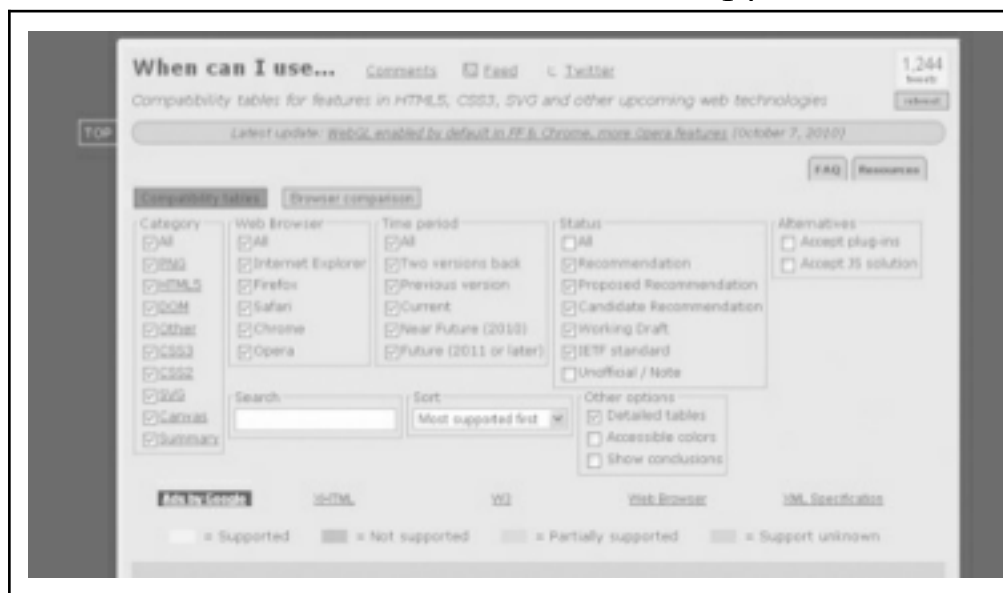 When can I use... Comments Feed Twitter 1,244
tweets
Compatibility tables for features in HTML5, CSS3, SVG and other upcoming web technologies retweet
TOP Latest update: WebGL enabled by default in FF & Chrome, more Opera features (October 7, 2010)
FAQ Resources
Compatibility tables Browser comparison
Category Web Browser Time period Status Alternatives
All All All All Accept plug-ins
PNG Internet Explorer Two versions back Recommendation Accept JS solution
HTML5 Firefox Previous version Proposed Recommendation
DOM Safari Current Candidate Recommendation
Other Chrome Near Future (2010) Working Draft
CSS3 Opera Future (2011 or later) IETF standard
CSS2 Unofficial / Note
SVG Search Sort Other options
Canvas Most supported first Detailed tables
Summary Accessible colors
Show conclusions
Ads by Google XHTML W3 Web Browser XML Specification
= Supported = Not supported = Partially supported = Support unknown